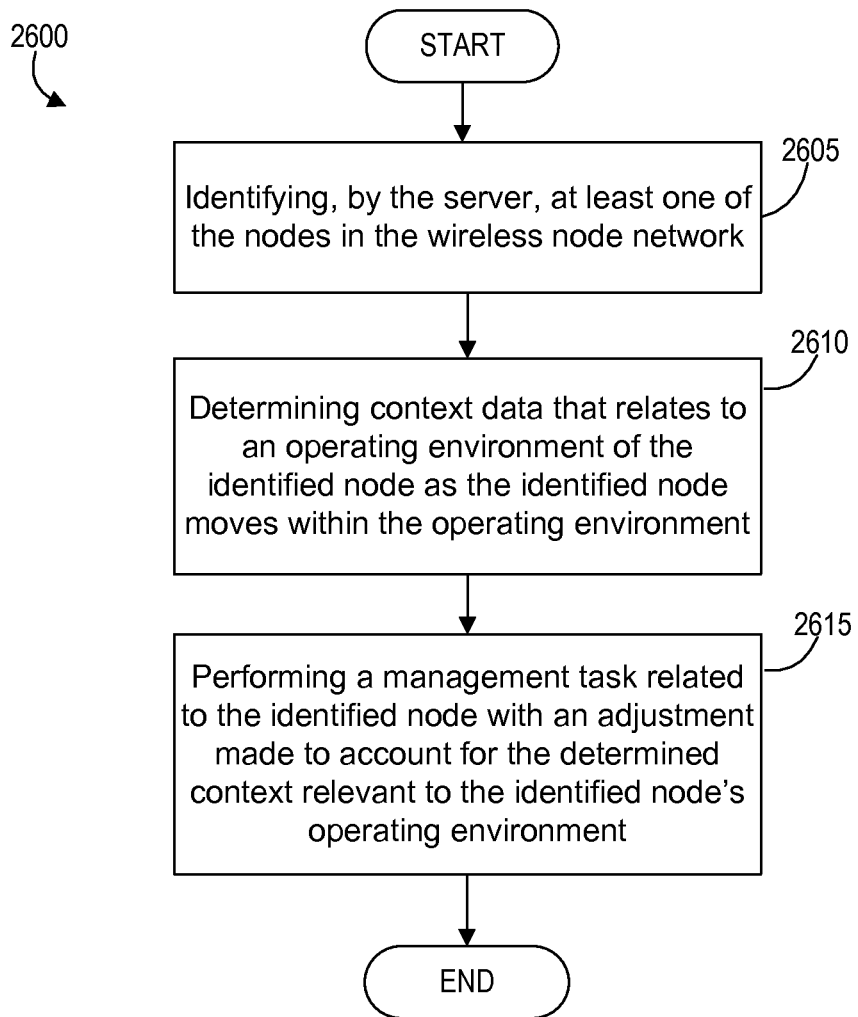 2600
START
2605
Identifying, by the server, at least one of
the nodes in the wireless node network
2610
Determining context data that relates to
an operating environment of the
identified node as the identified node
moves within the operating environment
2615
Performing a management task related
to the identified node with an adjustment
made to account for the determined
context relevant to the identified node’s
operating environment
END